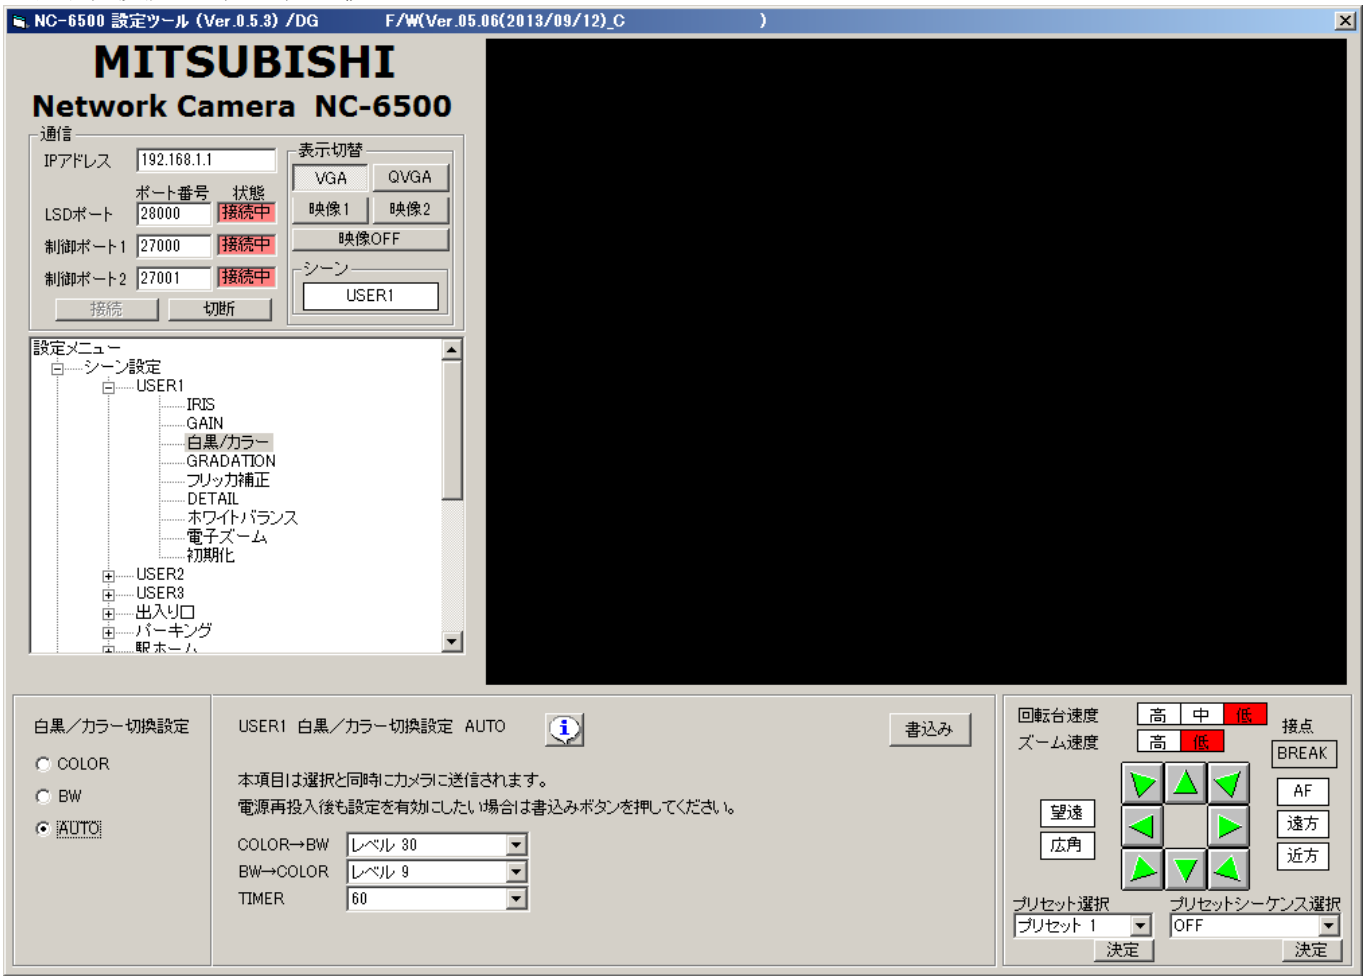 NC-6500 設定ツール (Ver.0.5.3) /DG F/W(Ver.05.06(2013/09/12)_C )
MITSUBISHI
Network Camera NC-6500
通信
IPアドレス 192.168.1.1
ポート番号 状態
LSDポート 28000 接続中
制御ポート1 27000 接続中
制御ポート2 27001 接続中
接続 切断
表示切替
VGA QVGA
映像1 映像2
映像OFF
シーン
USER1
設定メニュー
シーン設定
USER1
IRIS
GAIN
白黒/カラー
GRADATION
フリッカ補正
DETAIL
ホワイトバランス
電子ズーム
初期化
USER2
USER3
出入り口
パーキング
駅ホーム
白黒/カラー切換設定
COLOR
BW
AUTO
USER1 白黒/カラー切換設定 AUTO
書込み
本項目は選択と同時にカメラに送信されます。
電源再投入後も設定を有効にしたい場合は書込みボタンを押してください。
COLOR→BW レベル 30
BW→COLOR レベル 9
TIMER 60
回転台速度 高 中 低
ズーム速度 高 低
接点
BREAK
望遠
広角
AF
遠方
近方
プリセット選択
プリセット 1
決定
プリセットシーケンス選択
OFF
決定